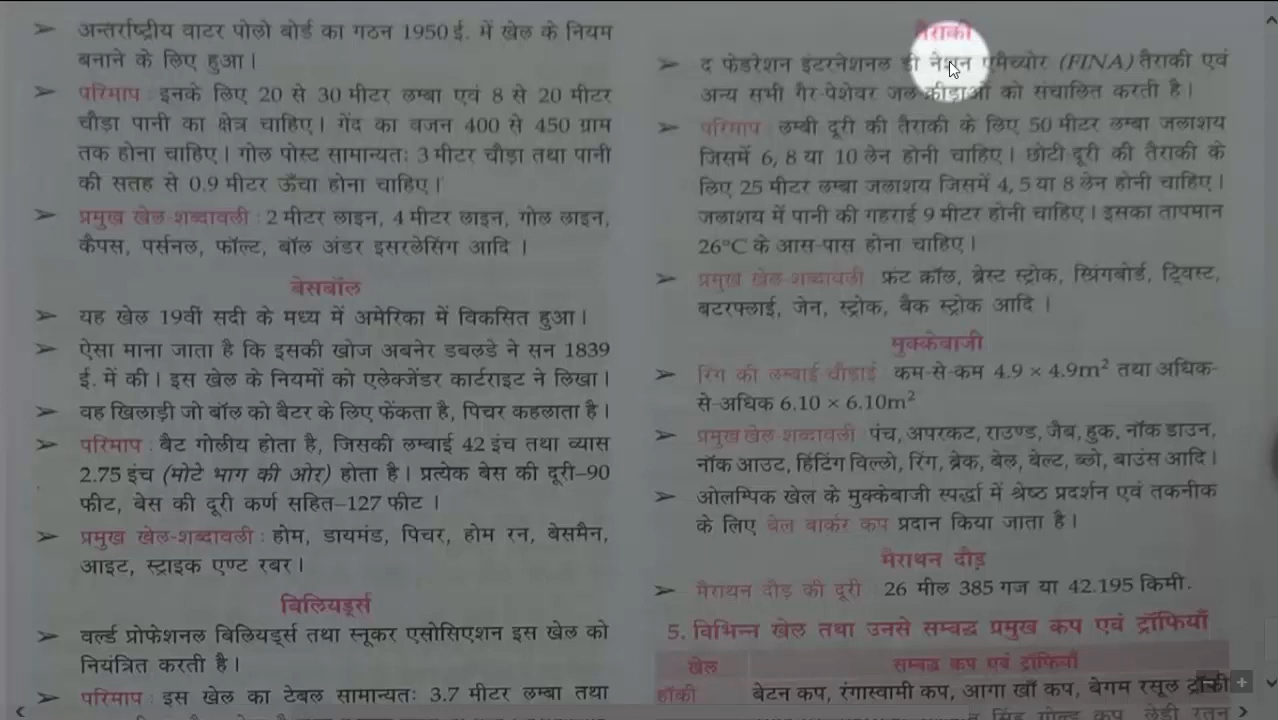 ➢ अन्तर्राष्ट्रीय वाटर पोलो बोर्ड का गठन 1950 ई. में खेल के नियम
बनाने के लिए हुआ।
➢ परिमाप : इनके लिए 20 से 30 मीटर लम्बा एवं 8 से 20 मीटर
चौड़ा पानी का क्षेत्र चाहिए। गेंद का वजन 400 से 450 ग्राम
तक होना चाहिए। गोल पोस्ट सामान्यतः 3 मीटर चौड़ा तथा पानी
की सतह से 0.9 मीटर ऊँचा होना चाहिए।
➢ प्रमुख खेल-शब्दावली : 2 मीटर लाइन, 4 मीटर लाइन, गोल लाइन,
कैपस, पर्सनल, फॉल्ट, बॉल अंडर इसरलेसिंग आदि ।
बेसबॉल
➢ यह खेल 19वीं सदी के मध्य में अमेरिका में विकसित हुआ।
➢ ऐसा माना जाता है कि इसकी खोज अबनेर डबलडे ने सन 1839
ई. में की। इस खेल के नियमों को एलेक्जेंडर कार्टराइट ने लिखा।
➢ वह खिलाड़ी जो बॉल को बैटर के लिए फेंकता है, पिचर कहलाता है।
➢ परिमाप : बैट गोलीय होता है, जिसकी लम्बाई 42 इंच तथा व्यास
2.75 इंच (मोटे भाग की ओर) होता है। प्रत्येक बेस की दूरी–90
फीट, बेस की दूरी कर्ण सहित–127 फीट ।
➢ प्रमुख खेल-शब्दावली : होम, डायमंड, पिचर, होम रन, बेसमैन,
आइट, स्ट्राइक एण्ट रबर।
बिलियर्ड्स
➢ वर्ल्ड प्रोफेशनल बिलियर्ड्स तथा स्नूकर एसोसिएशन इस खेल को
नियंत्रित करती है।
➢ परिमाप : इस खेल का टेबल सामान्यतः 3.7 मीटर लम्बा तथा
तैराकी
➢ द फेडरेशन इंटरनेशनल डी नेशन एमैच्योर (FINA) तैराकी एवं
अन्य सभी गैर-पेशेवर जल क्रीड़ाओं को संचालित करती है।
➢ परिमाप : लम्बी दूरी की तैराकी के लिए 50 मीटर लम्बा जलाशय
जिसमें 6, 8 या 10 लेन होनी चाहिए। छोटी दूरी की तैराकी के
लिए 25 मीटर लम्बा जलाशय जिसमें 4, 5 या 8 लेन होनी चाहिए।
जलाशय में पानी की गहराई 9 मीटर होनी चाहिए। इसका तापमान
26°C के आस-पास होना चाहिए।
➢ प्रमुख खेल-शब्दावली : फ्रंट क्रॉल, ब्रेस्ट स्ट्रोक, स्प्रिंगबोर्ड, ट्विस्ट,
बटरफ्लाई, जेन, स्ट्रोक, बैक स्ट्रोक आदि ।
मुक्केबाजी
➢ रिंग की लम्बाई चौड़ाई : कम-से-कम 4.9 × 4.9m² तथा अधिक-
से-अधिक 6.10 × 6.10m²
➢ प्रमुख खेल-शब्दावली : पंच, अपरकट, राउण्ड, जैब, हुक, नॉक डाउन,
नॉक आउट, हिटिंग विल्लो, रिंग, ब्रेक, बेल, बेल्ट, ब्लो, बाउंस आदि।
➢ ओलम्पिक खेल के मुक्केबाजी स्पर्द्धा में श्रेष्ठ प्रदर्शन एवं तकनीक
के लिए वेल बार्कर कप प्रदान किया जाता है।
मैराथन दौड़
➢ मैराथन दौड़ की दूरी : 26 मील 385 गज या 42.195 किमी.
5. विभिन्न खेल तथा उनसे सम्बद्ध प्रमुख कप एवं ट्रॉफियाँ
खेल सम्बद्ध कप एवं ट्रॉफियाँ
हॉकी बेटन कप, रंगास्वामी कप, आगा खाँ कप, बेगम रसूल ट्रॉफी